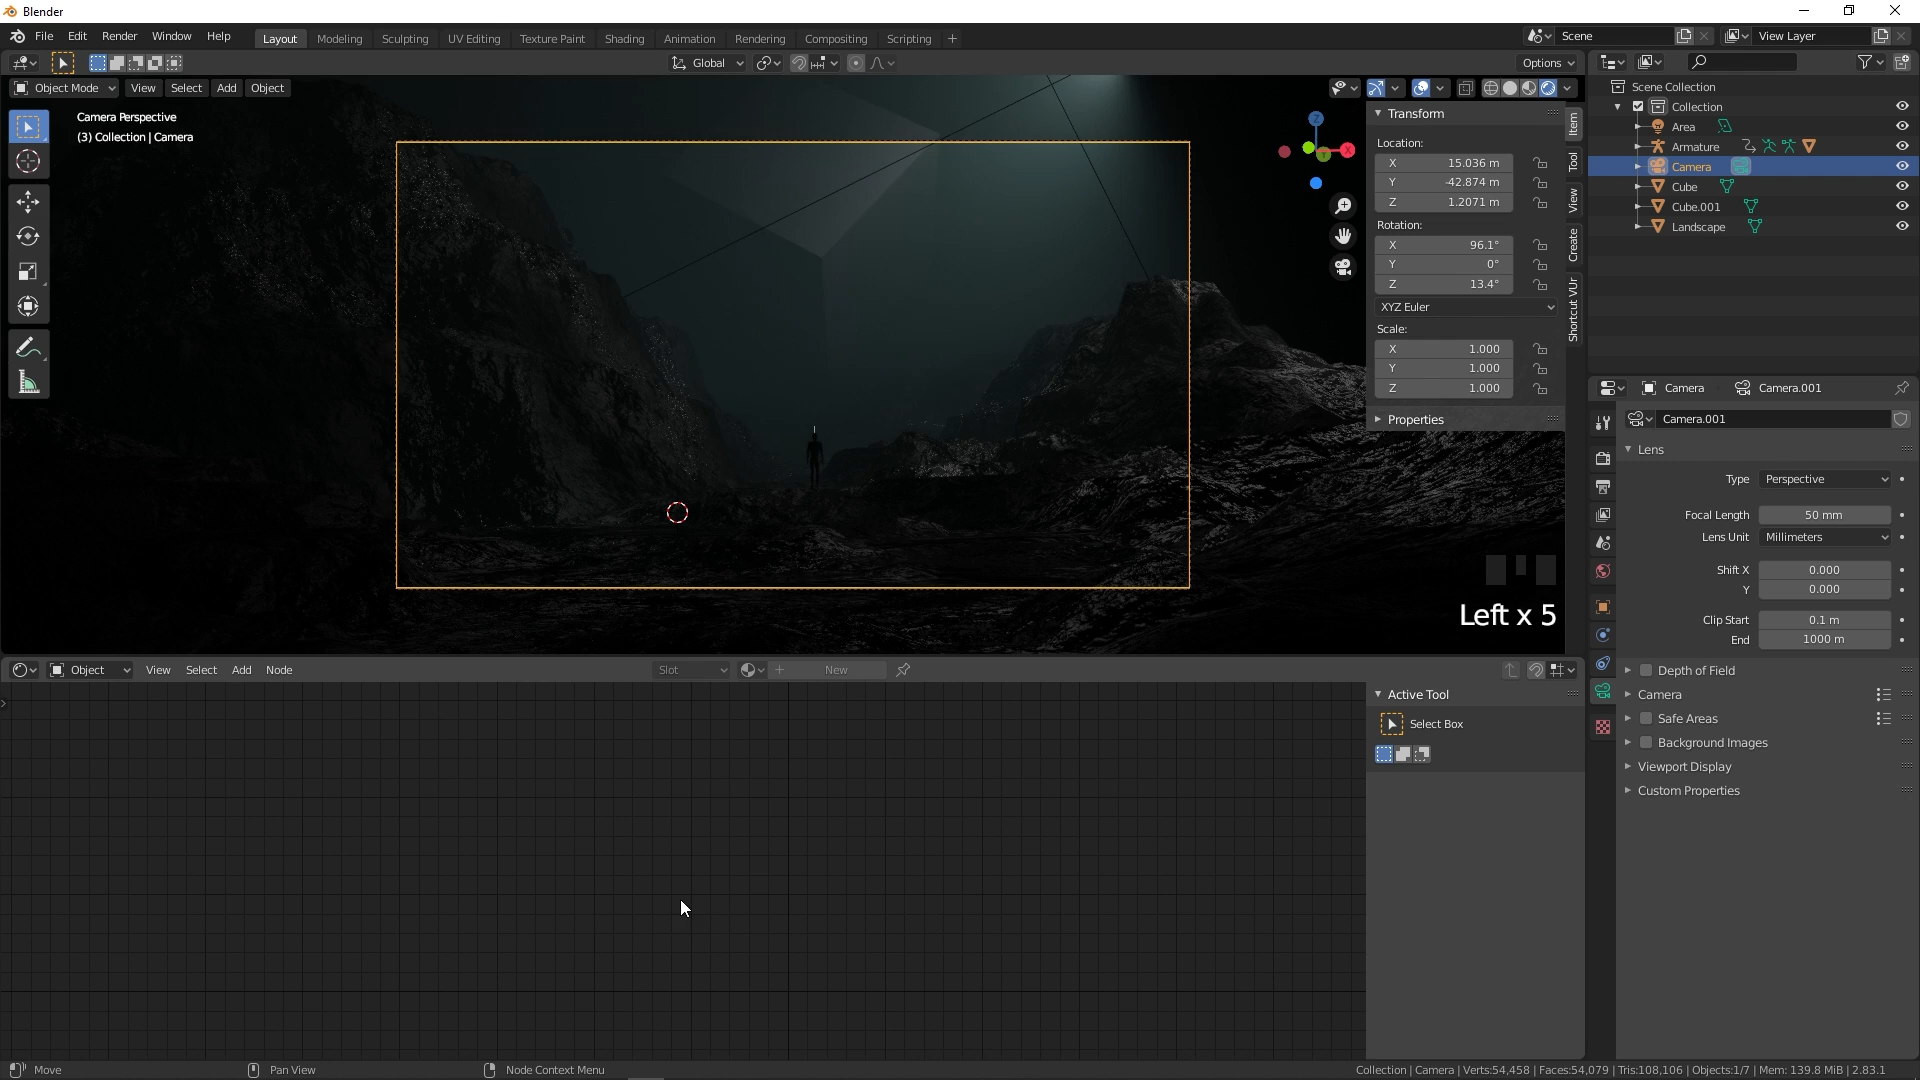 Blender
File Edit Render Window Help Layout Modeling Sculpting UV Editing Texture Paint Shading Animation Rendering Compositing Scripting + Scene View Layer
Global Options
Object Mode View Select Add Object
Camera Perspective
(3) Collection | Camera
Z
X
Transform
Location:
X 15.036 m
Y -42.874 m
Z 1.2071 m
Rotation:
X 96.1°
Y 0°
Z 13.4°
XYZ Euler
Scale:
X 1.000
Y 1.000
Z 1.000
Properties
Item
Tool
View
Create
Shortcut VUr
Left x 5
Scene Collection
Collection
Area
Armature
Camera
Cube
Cube.001
Landscape
Camera Camera.001
Camera.001
Lens
Type Perspective
Focal Length 50 mm
Lens Unit Millimeters
Shift X 0.000
Y 0.000
Clip Start 0.1 m
End 1000 m
Depth of Field
Camera
Safe Areas
Background Images
Viewport Display
Custom Properties
Object View Select Add Node Slot + New
Active Tool
Select Box
Move Pan View Node Context Menu Collection | Camera | Verts:54,458 | Faces:54,079 | Tris:108,106 | Objects:1/7 | Mem: 139.8 MiB | 2.83.1